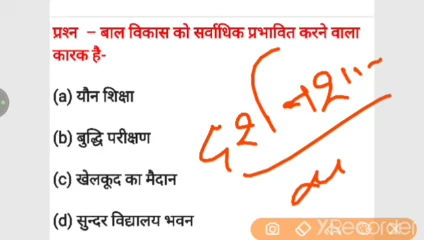 प्रश्न – बाल विकास को सर्वाधिक प्रभावित करने वाला
कारक है-
(a) यौन शिक्षा
(b) बुद्धि परीक्षण
(c) खेलकूद का मैदान
(d) सुन्दर विद्यालय भवन
XRecorder